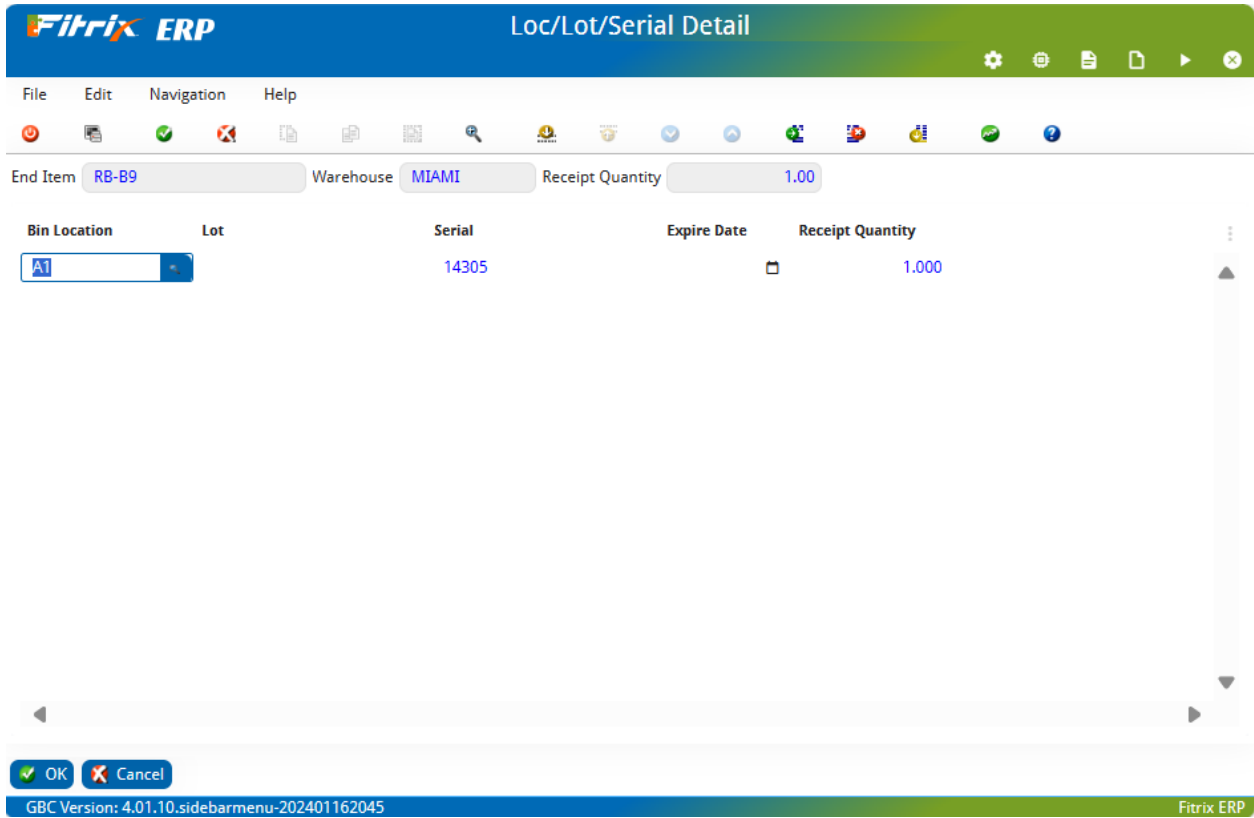 Fitrix ERP
Loc/Lot/Serial Detail
File Edit Navigation Help
End Item RB-B9 Warehouse MIAMI Receipt Quantity 1.00
Bin Location Lot Serial Expire Date Receipt Quantity
A1 14305 1.000
OK Cancel
GBC Version: 4.01.10.sidebarmenu-202401162045 Fitrix ERP